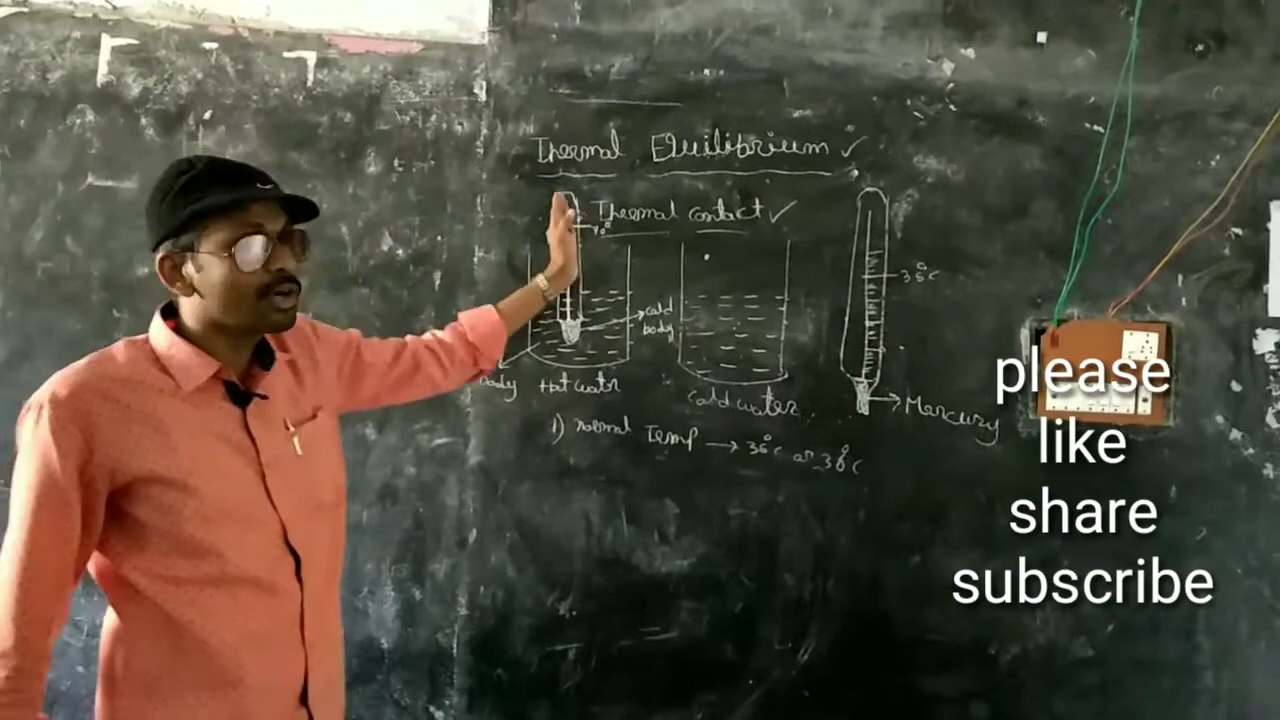 Thermal Equilibrium
Thermal contact
cold
body
body
Hot water
cold water
36°C
Mercury
1) normal Temp → 36°C or 38°C
please
like
share
subscribe